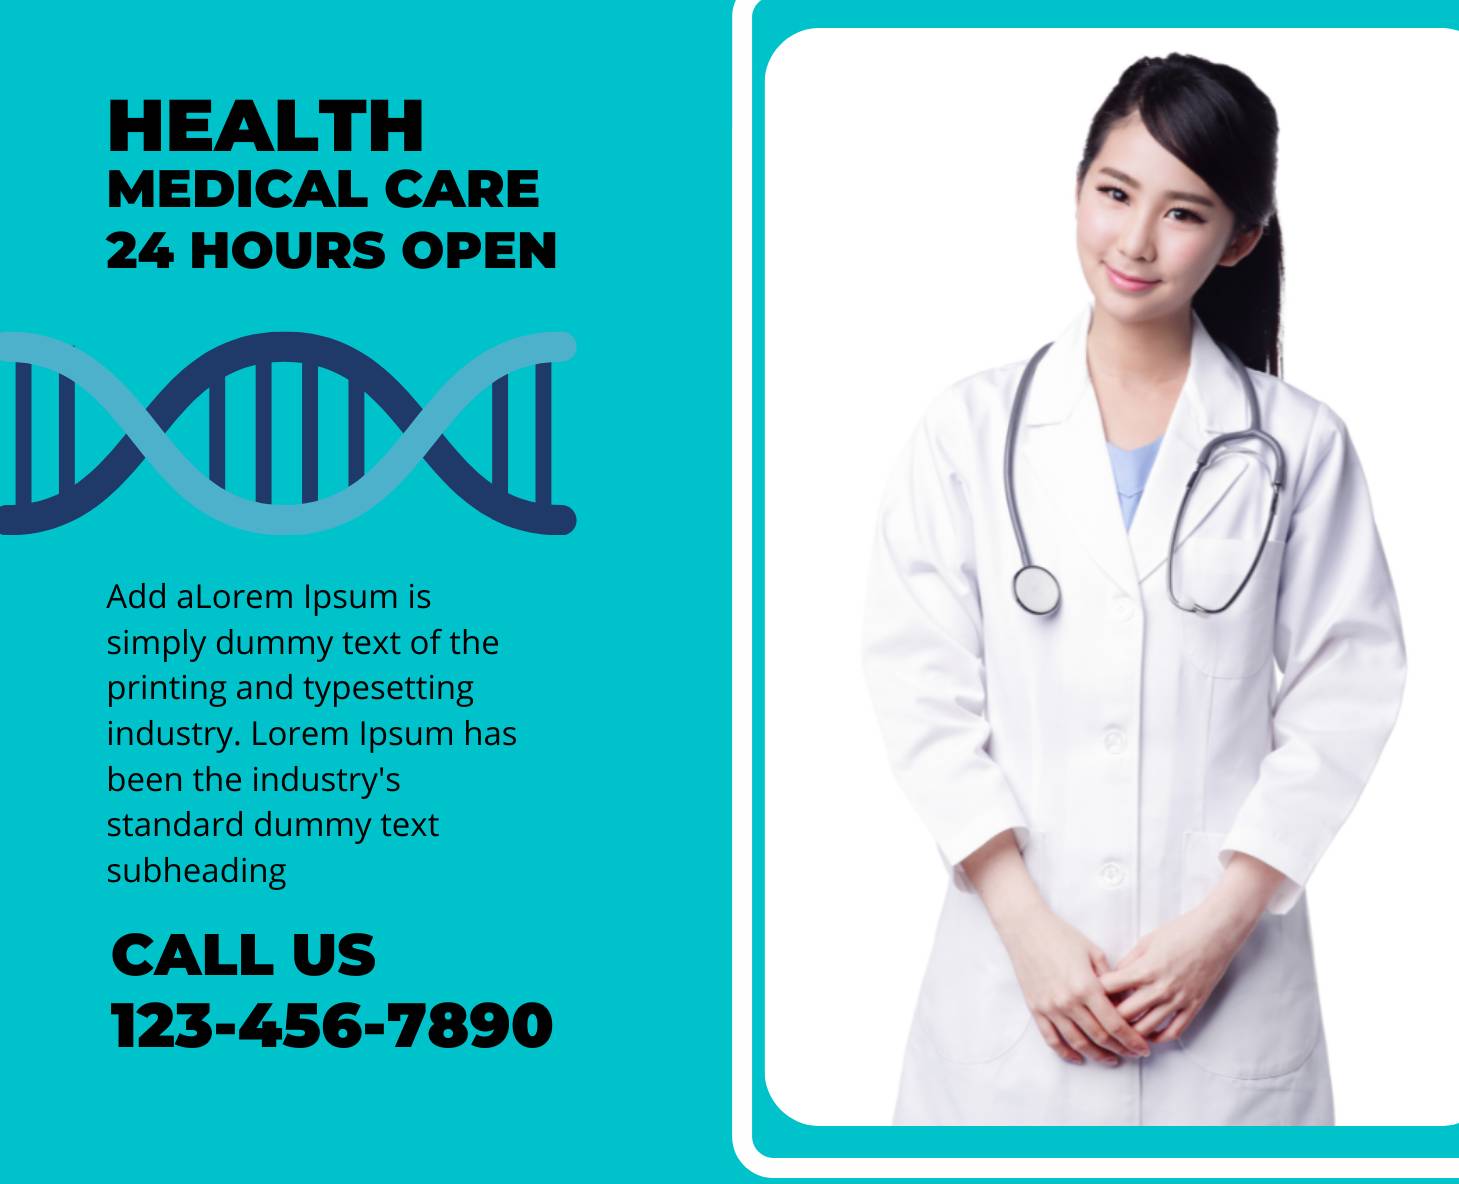 HEALTH
MEDICAL CARE
24 HOURS OPEN
Add aLorem Ipsum is
simply dummy text of the
printing and typesetting
industry. Lorem Ipsum has
been the industry's
standard dummy text
subheading
CALL US
123-456-7890